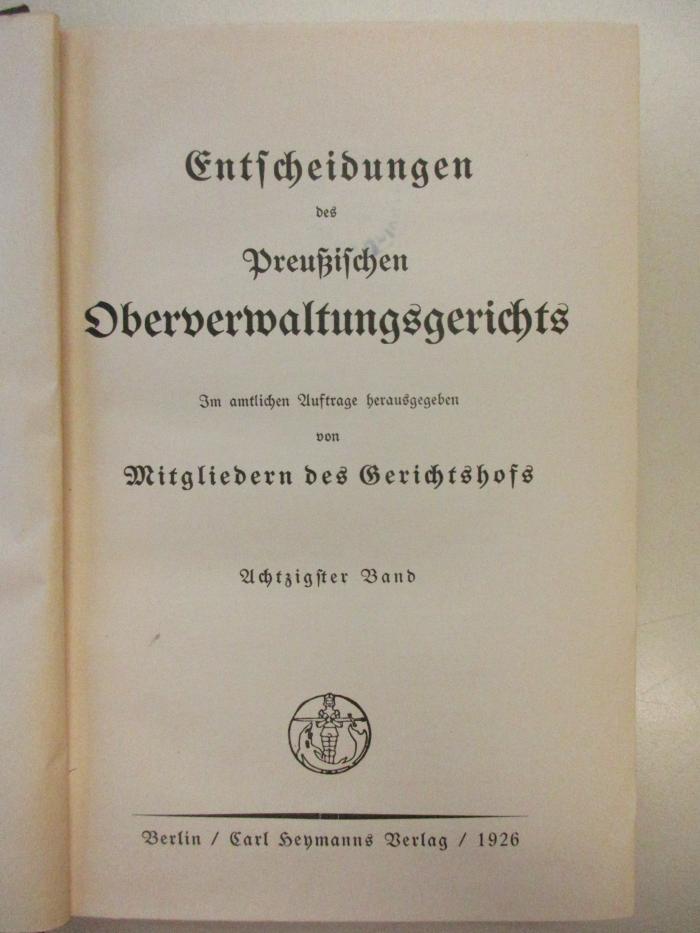 Entſcheidungen
des
Preußiſchen
Oberverwaltungsgerichts
Im amtlichen Auftrage herausgegeben
von
Mitgliedern des Gerichtshofs
Achtzigſter Band
Berlin / Carl Heymanns Verlag / 1926